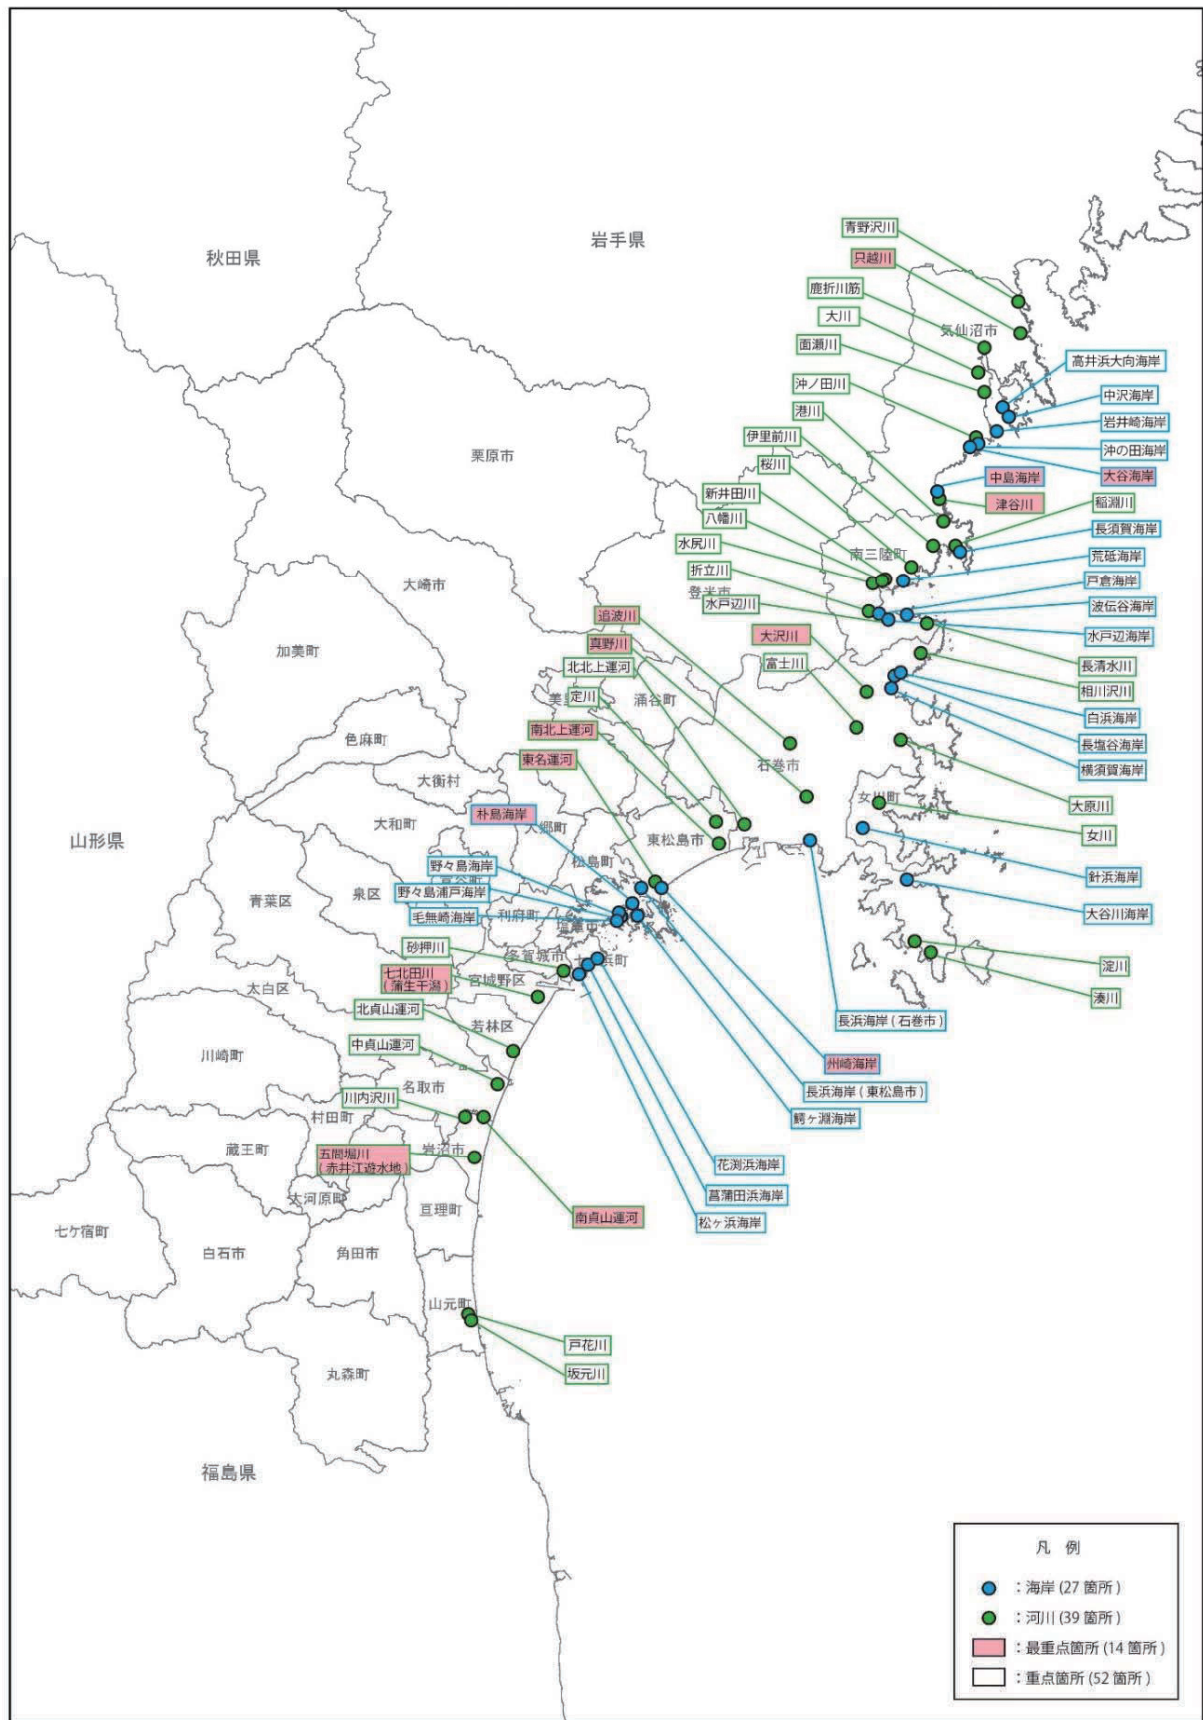 秋田県
岩手県
山形県
福島県
栗原市
大崎市
加美町
色麻町
大衡村
大和町
大郷町
松島町
涌谷町
登米市
気仙沼市
南三陸町
石巻市
女川町
東松島市
青葉区
泉区
利府町
多賀城市
宮城野区
若林区
太白区
川崎町
名取市
村田町
岩沼市
蔵王町
大河原町
亘理町
七ケ宿町
白石市
角田市
山元町
丸森町
青野沢川
只越川
鹿折川筋
大川
面瀬川
沖ノ田川
港川
伊里前川
桜川
新井田川
八幡川
水尻川
折立川
水戸辺川
追波川
真野川
北北上運河
定川
南北上運河
東名運河
大沢川
富士川
高井浜大向海岸
中沢海岸
岩井崎海岸
沖の田海岸
大谷海岸
中島海岸
津谷川
稲淵川
長須賀海岸
荒砥海岸
戸倉海岸
波伝谷海岸
水戸辺海岸
長清水川
相川沢川
白浜海岸
長塩谷海岸
横須賀海岸
大原川
女川
針浜海岸
大谷川海岸
淀川
湊川
朴島海岸
野々島海岸
野々島浦戸海岸
毛無崎海岸
砂押川
七北田川
(蒲生干潟)
北貞山運河
中貞山運河
川内沢川
五間堀川
(赤井江遊水地)
長浜海岸(石巻市)
州崎海岸
長浜海岸(東松島市)
鰐ヶ淵海岸
花渕浜海岸
菖蒲田浜海岸
松ヶ浜海岸
南貞山運河
戸花川
坂元川
凡 例
：海岸(27箇所)
：河川(39箇所)
：最重点箇所(14箇所)
：重点箇所(52箇所)